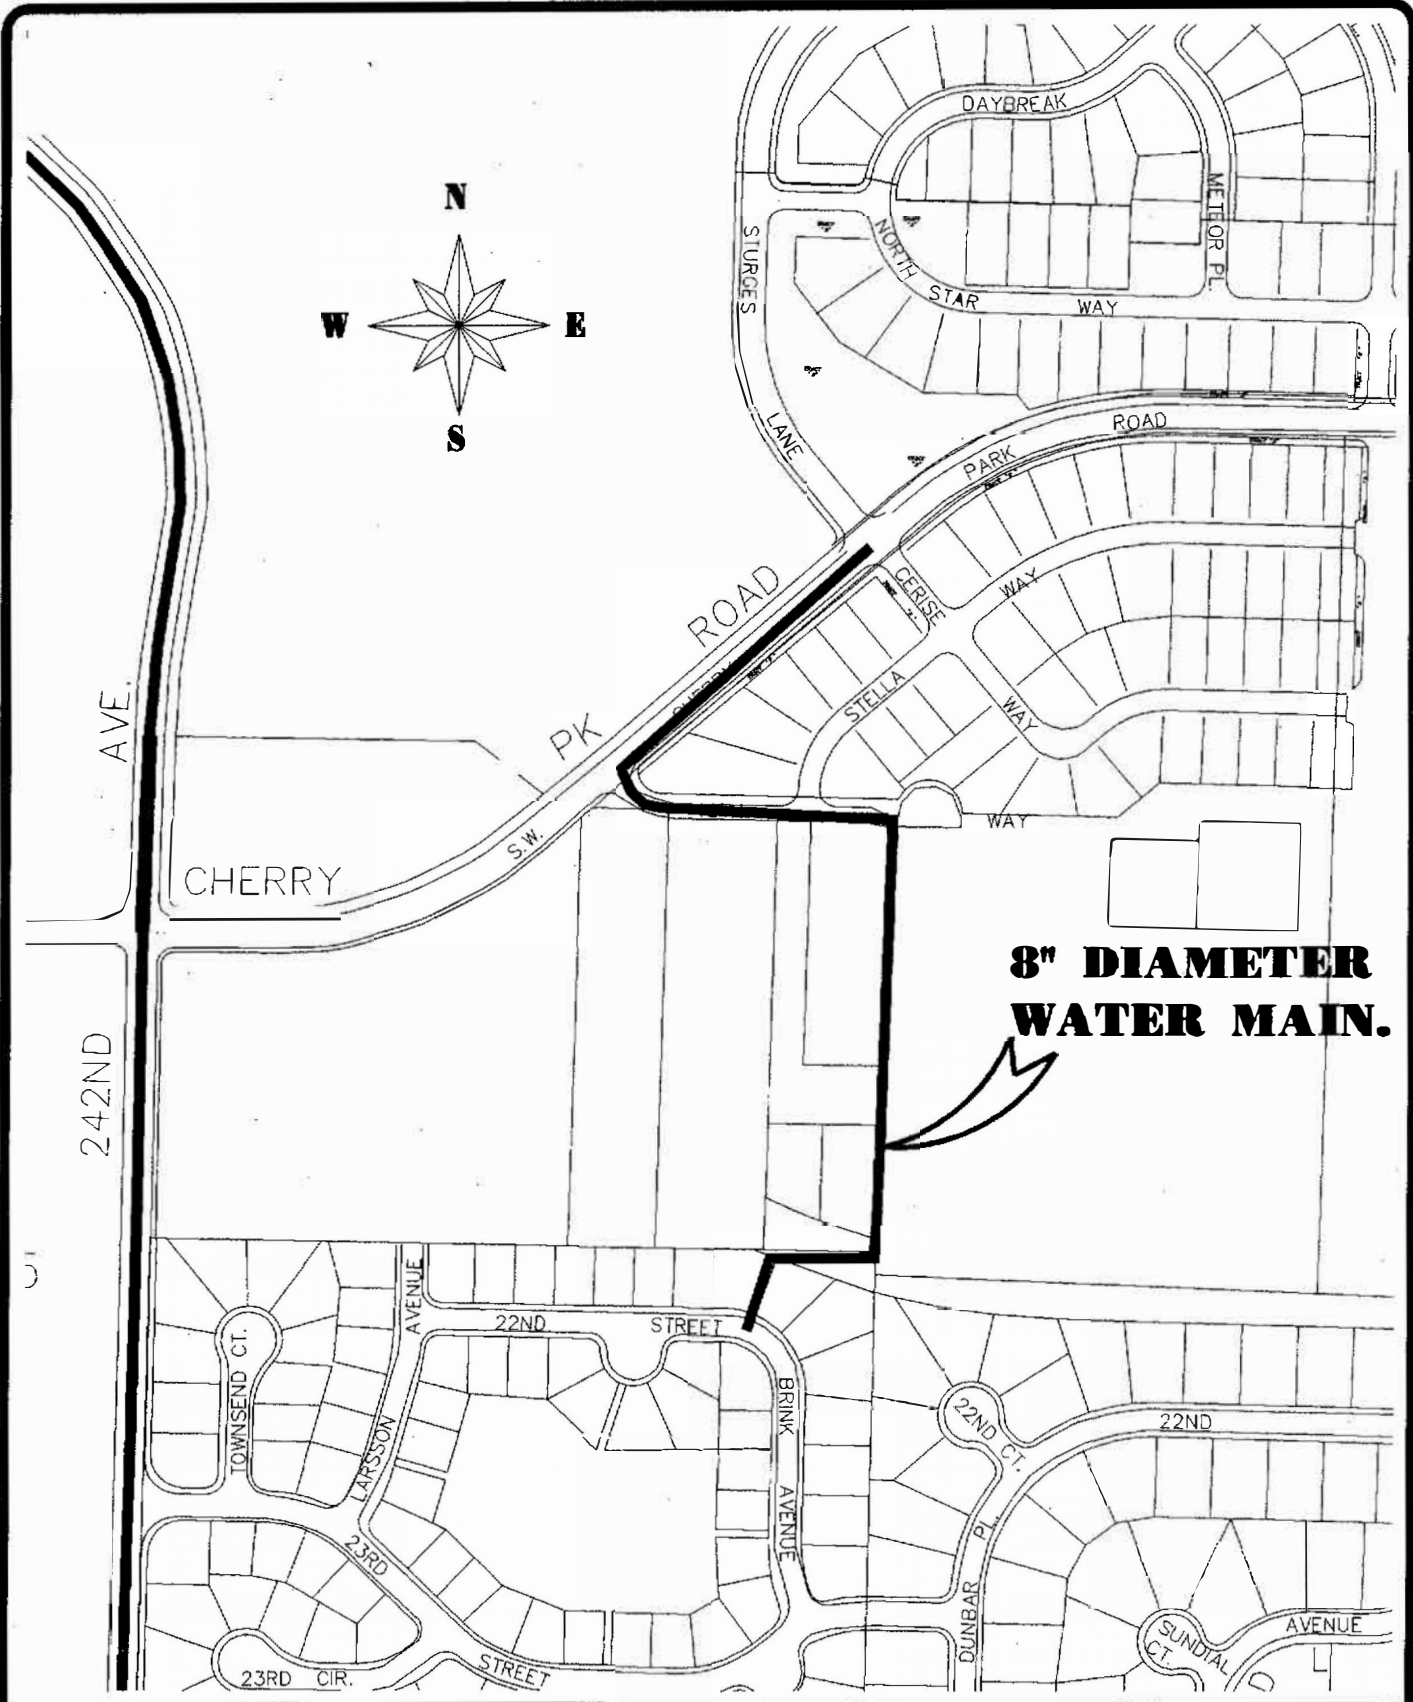 DAYBREAK
METEOR PL.
N
W
E
S
STURGES
LANE
NORTH
STAR
WAY
PARK
ROAD
CERISE
WAY
ROAD
PK
CHERRY
STELLA
WAY
WAY
AVE.
S.W.
CHERRY
242ND
8" DIAMETER
WATER MAIN.
AVENUE
22ND
STREET
TOWNSEND CT.
LARSSON
BRINK
AVENUE
22ND CT.
22ND
PL.
DUNBAR
23RD
23RD CIR.
STREET
SUNDIAL
CT.
AVENUE